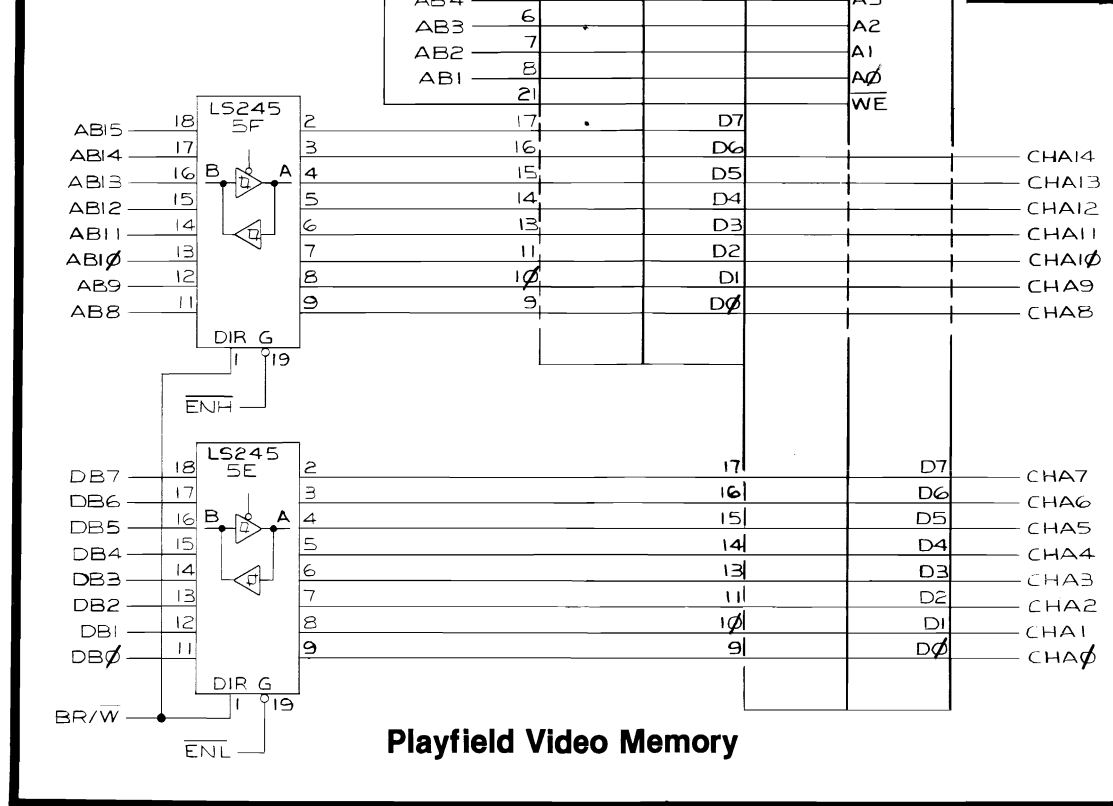 AB4 A3
AB3 6 A2
AB2 7 A1
AB1 8 AØ
21 WE
LS245
5F
AB15 18 2 17 D7
AB14 17 3 16 D6 CHA14
AB13 16 B A 4 15 D5 CHA13
AB12 15 5 14 D4 CHA12
AB11 14 6 13 D3 CHA11
AB1Ø 13 7 11 D2 CHA1Ø
AB9 12 8 1Ø D1 CHA9
AB8 11 9 9 DØ CHA8
DIR G
1 19
ENH
LS245
5E
DB7 18 2 17 D7 CHA7
DB6 17 3 16 D6 CHA6
DB5 16 B A 4 15 D5 CHA5
DB4 15 5 14 D4 CHA4
DB3 14 6 13 D3 CHA3
DB2 13 7 11 D2 CHA2
DB1 12 8 1Ø D1 CHA1
DBØ 11 9 9 DØ CHAØ
DIR G
1 19
BR/W
ENL
Playfield Video Memory